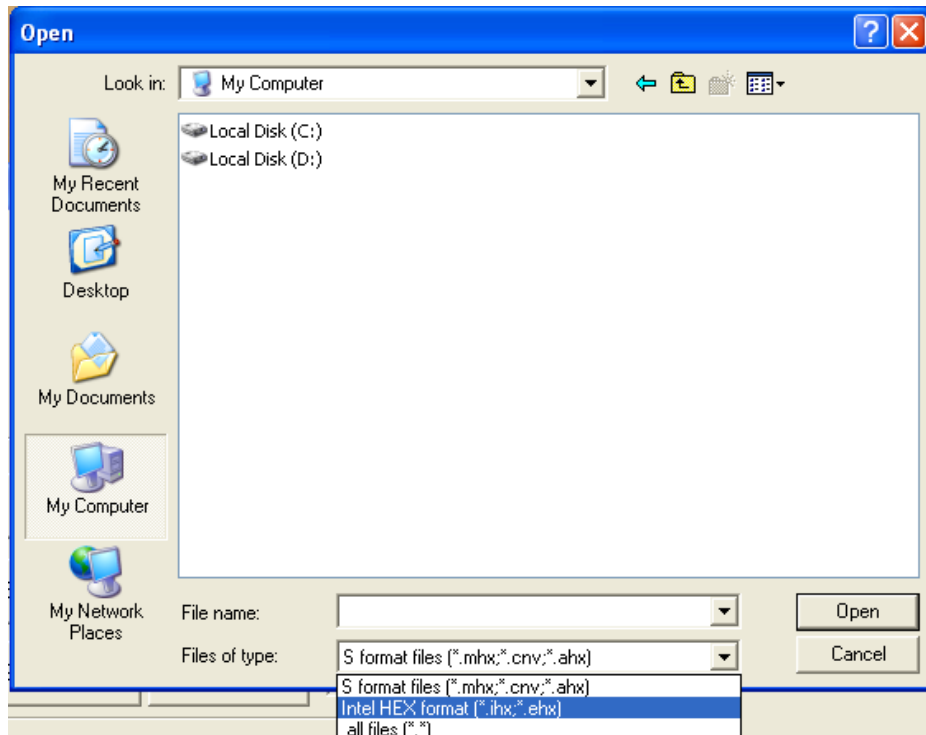 Open
Look in:
My Computer
Local Disk (C:)
Local Disk (D:)
My Recent
Documents
Desktop
My Documents
My Computer
My Network
Places
File name:
Open
Files of type:
S format files (*.mhx;*.cnv;*.ahx)
Cancel
S format files (*.mhx;*.cnv;*.ahx)
Intel HEX format (*.ihx;*.ehx)
all files (*.*)